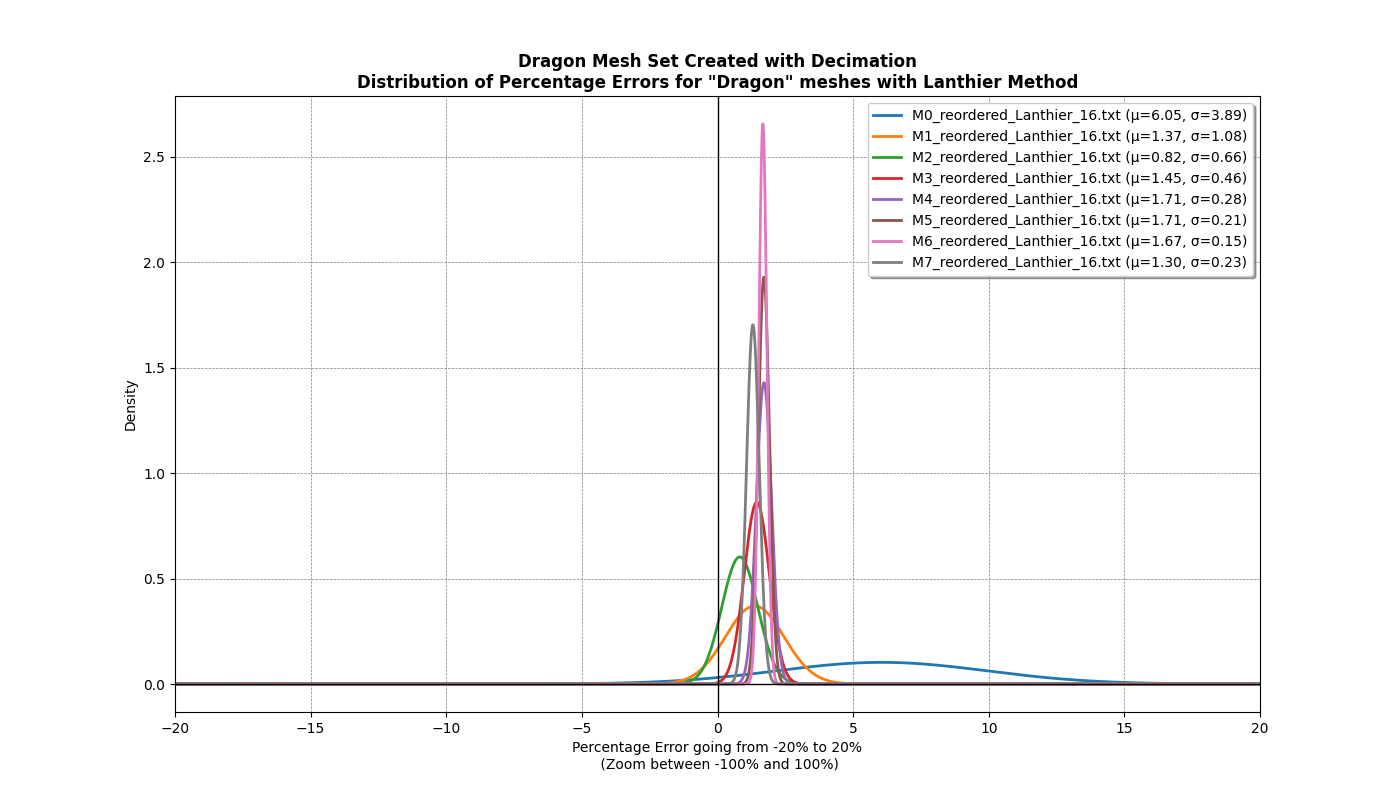 Dragon Mesh Set Created with Decimation
Distribution of Percentage Errors for "Dragon" meshes with Lanthier Method
M0_reordered_Lanthier_16.txt (μ=6.05, σ=3.89)
M1_reordered_Lanthier_16.txt (μ=1.37, σ=1.08)
M2_reordered_Lanthier_16.txt (μ=0.82, σ=0.66)
M3_reordered_Lanthier_16.txt (μ=1.45, σ=0.46)
M4_reordered_Lanthier_16.txt (μ=1.71, σ=0.28)
M5_reordered_Lanthier_16.txt (μ=1.71, σ=0.21)
M6_reordered_Lanthier_16.txt (μ=1.67, σ=0.15)
M7_reordered_Lanthier_16.txt (μ=1.30, σ=0.23)
Density
2.5
2.0
1.5
1.0
0.5
0.0
−20 −15 −10 −5 0 5 10 15 20
Percentage Error going from -20% to 20%
(Zoom between -100% and 100%)